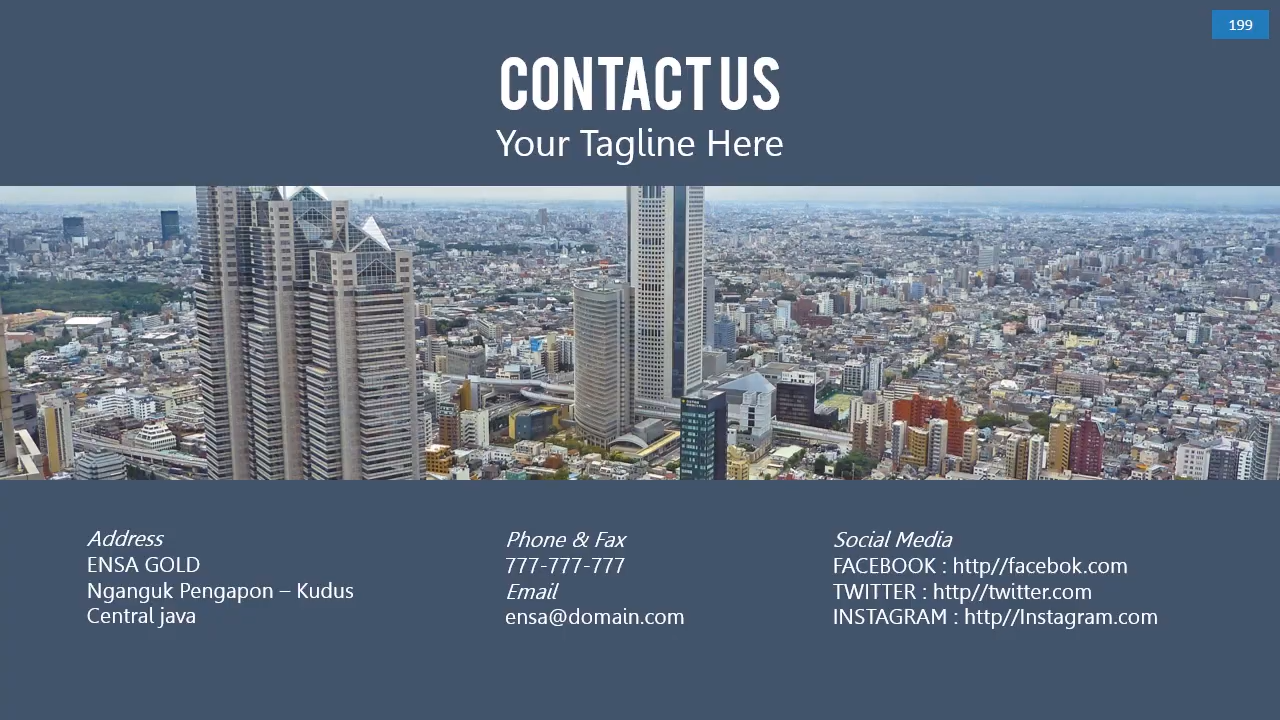 199
CONTACT US
Your Tagline Here
Address
ENSA GOLD
Nganguk Pengapon – Kudus
Central java
Phone & Fax
777-777-777
Email
ensa@domain.com
Social Media
FACEBOOK : http//facebok.com
TWITTER : http//twitter.com
INSTAGRAM : http//Instagram.com